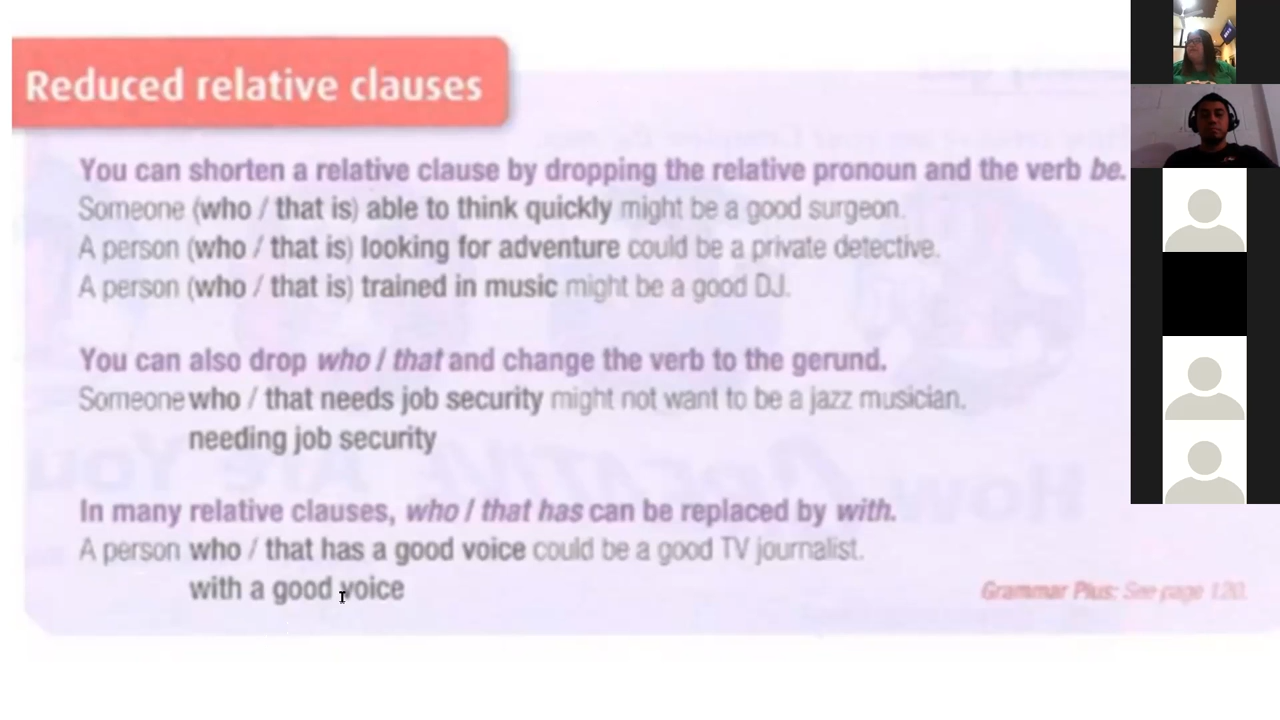 Reduced relative clauses
You can shorten a relative clause by dropping the relative pronoun and the verb be.
Someone (who / that is) able to think quickly might be a good surgeon.
A person (who / that is) looking for adventure could be a private detective.
A person (who / that is) trained in music might be a good DJ.
You can also drop who / that and change the verb to the gerund.
Someone who / that needs job security might not want to be a jazz musician.
needing job security
In many relative clauses, who / that has can be replaced by with.
A person who / that has a good voice could be a good TV journalist.
with a good voice
Grammar Plus: See page 120.
How CREATIVE Are You